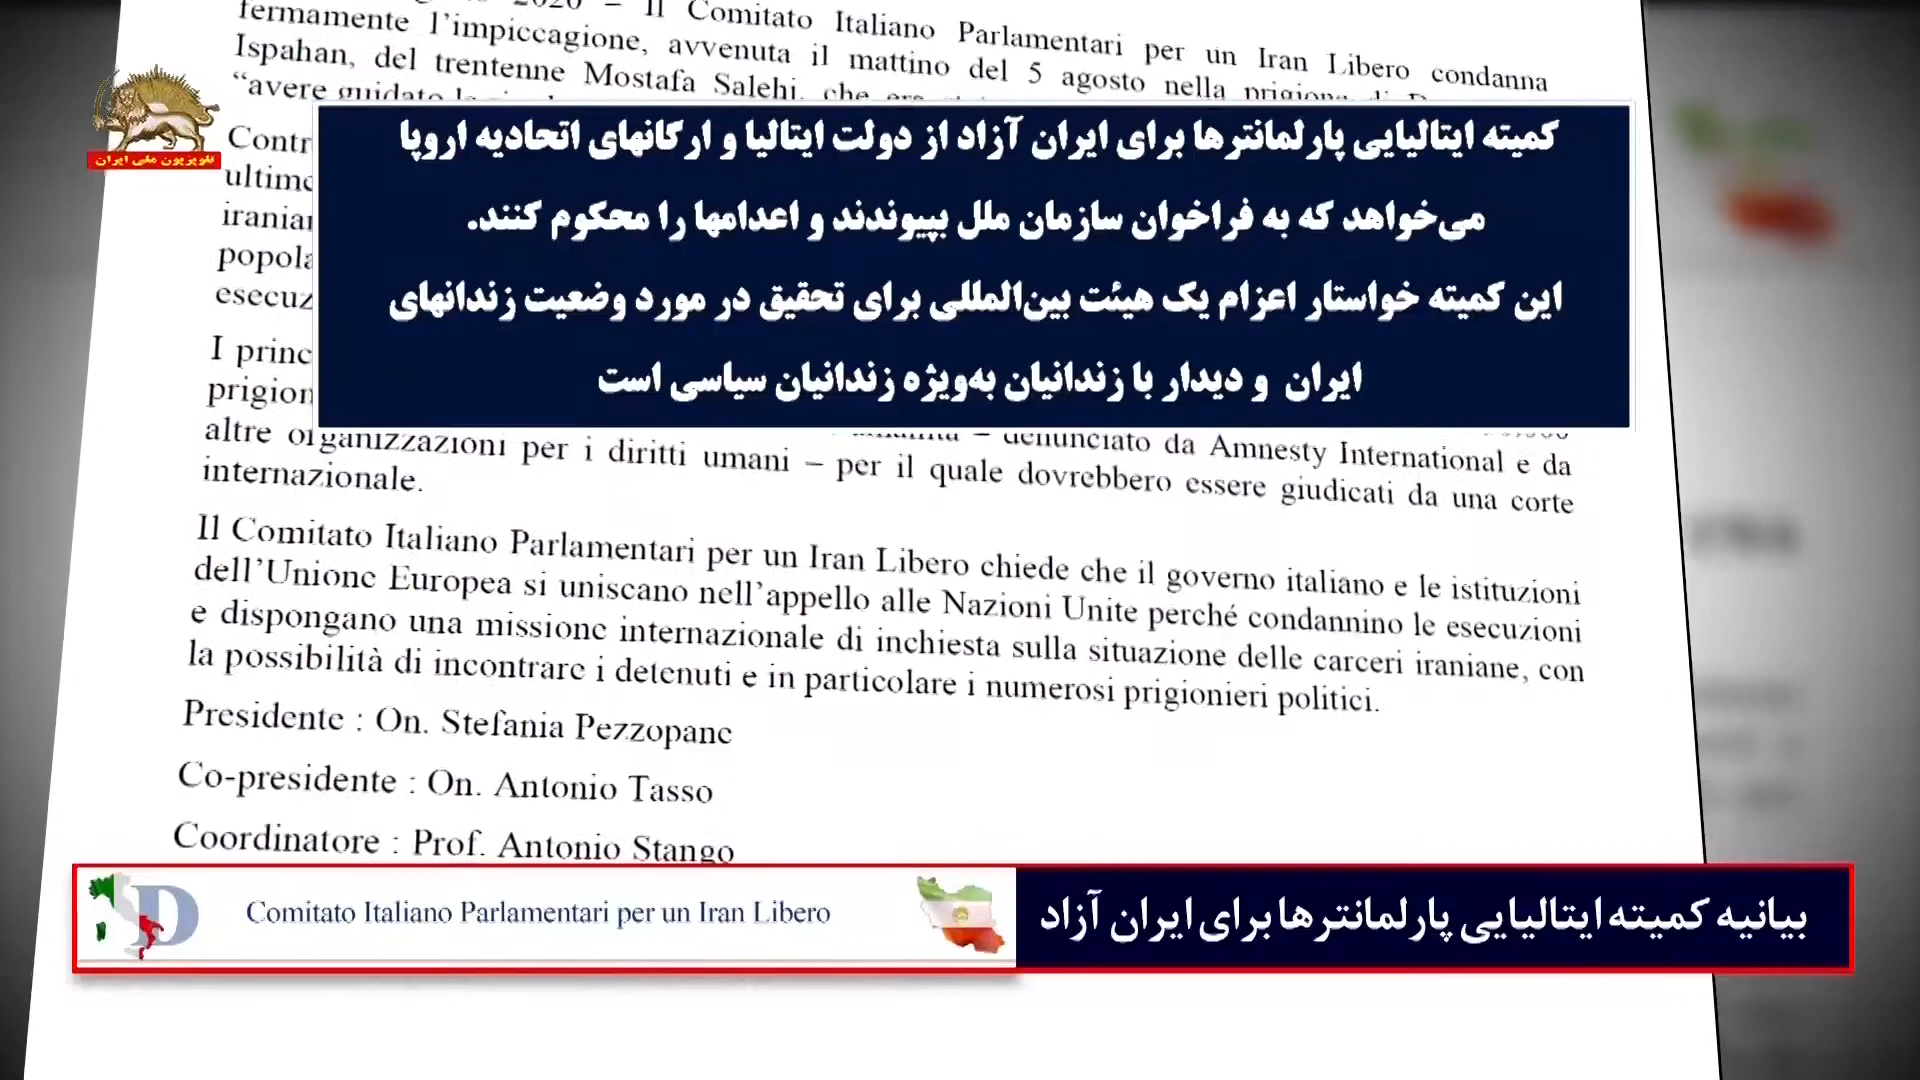 2020 – Il Comitato Italiano Parlamentari per un Iran Libero condanna
fermamente l’impiccagione, avvenuta il mattino del 5 agosto nella prigione di
Ispahan, del trentenne Mostafa Salehi, che
“avere guidato
تلویزیون ملی ایران
Contr
ultime
iranian
popola
esecuz
I princ
prigion
کمیته ایتالیایی پارلمانترها برای ایران آزاد از دولت ایتالیا و ارگانهای اتحادیه اروپا
می‌خواهد که به فراخوان سازمان ملل بپیوندند و اعدامها را محکوم کنند.
این کمیته خواستار اعزام یک هیئت بین‌المللی برای تحقیق در مورد وضعیت زندانهای
ایران و دیدار با زندانیان به‌ویژه زندانیان سیاسی است
– denunciato da Amnesty International e da
altre organizzazioni per i diritti umani – per il quale dovrebbero essere giudicati da una corte
internazionale.
Il Comitato Italiano Parlamentari per un Iran Libero chiede che il governo italiano e le istituzioni
dell’Unione Europea si uniscano nell’appello alle Nazioni Unite perché condannino le esecuzioni
e dispongano una missione internazionale di inchiesta sulla situazione delle carceri iraniane, con
la possibilità di incontrare i detenuti e in particolare i numerosi prigionieri politici.
Presidente : On. Stefania Pezzopane
Co-presidente : On. Antonio Tasso
Coordinatore : Prof. Antonio Stango
D
Comitato Italiano Parlamentari per un Iran Libero
بیانیه کمیته ایتالیایی پارلمانترها برای ایران آزاد